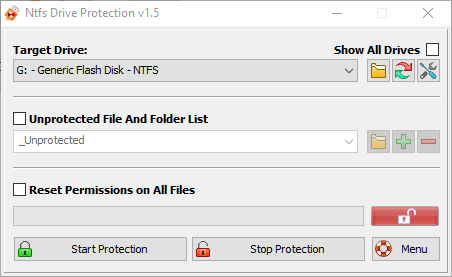 Ntfs Drive Protection v1.5
Target Drive: Show All Drives
G: - Generic Flash Disk - NTFS
Unprotected File And Folder List
_Unprotected
Reset Permissions on All Files
Start Protection Stop Protection Menu